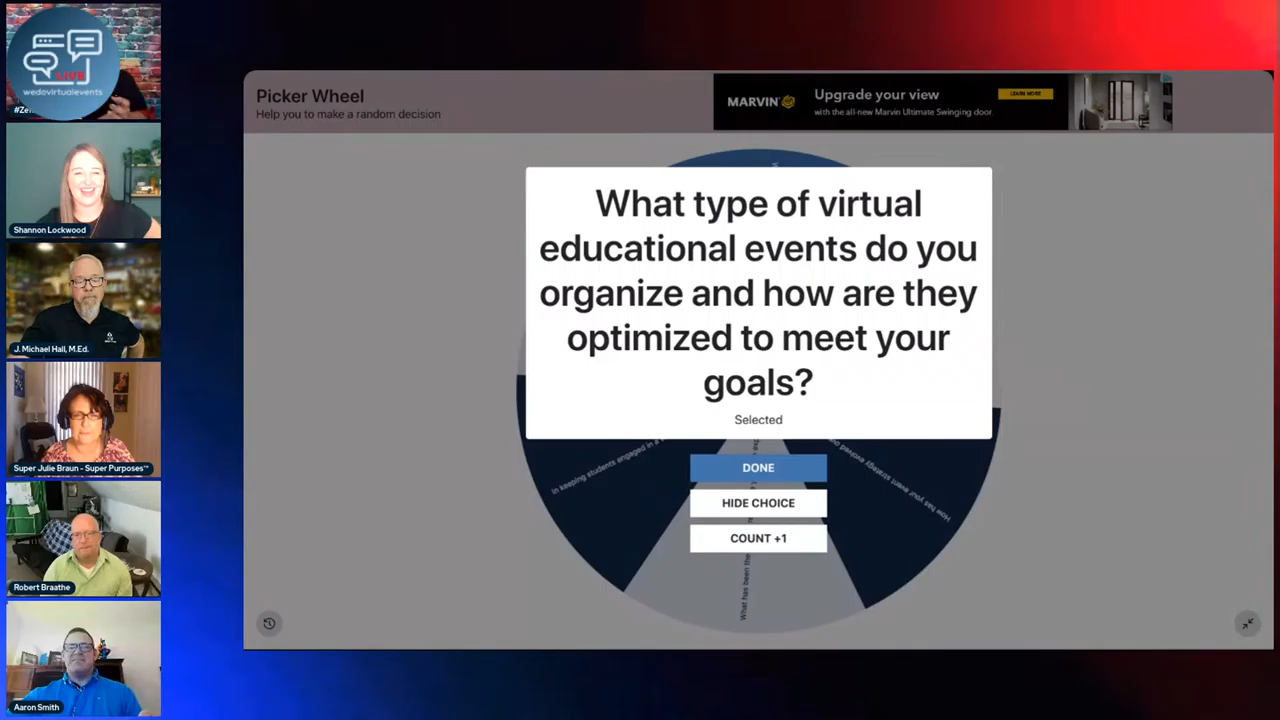 LIVE
wedovirtualevents
Shannon Lockwood
J. Michael Hall, M.Ed.
Super Julie Braun - Super Purposes™
Robert Braathe
Aaron Smith
Picker Wheel
Help you to make a random decision
MARVIN
Upgrade your view
with the all-new Marvin Ultimate Swinging door.
LEARN MORE
What type of virtual
educational events do you
organize and how are they
optimized to meet your
goals?
Selected
DONE
HIDE CHOICE
COUNT +1
In keeping students engaged in a
What has been the
How has your event strategy evolved